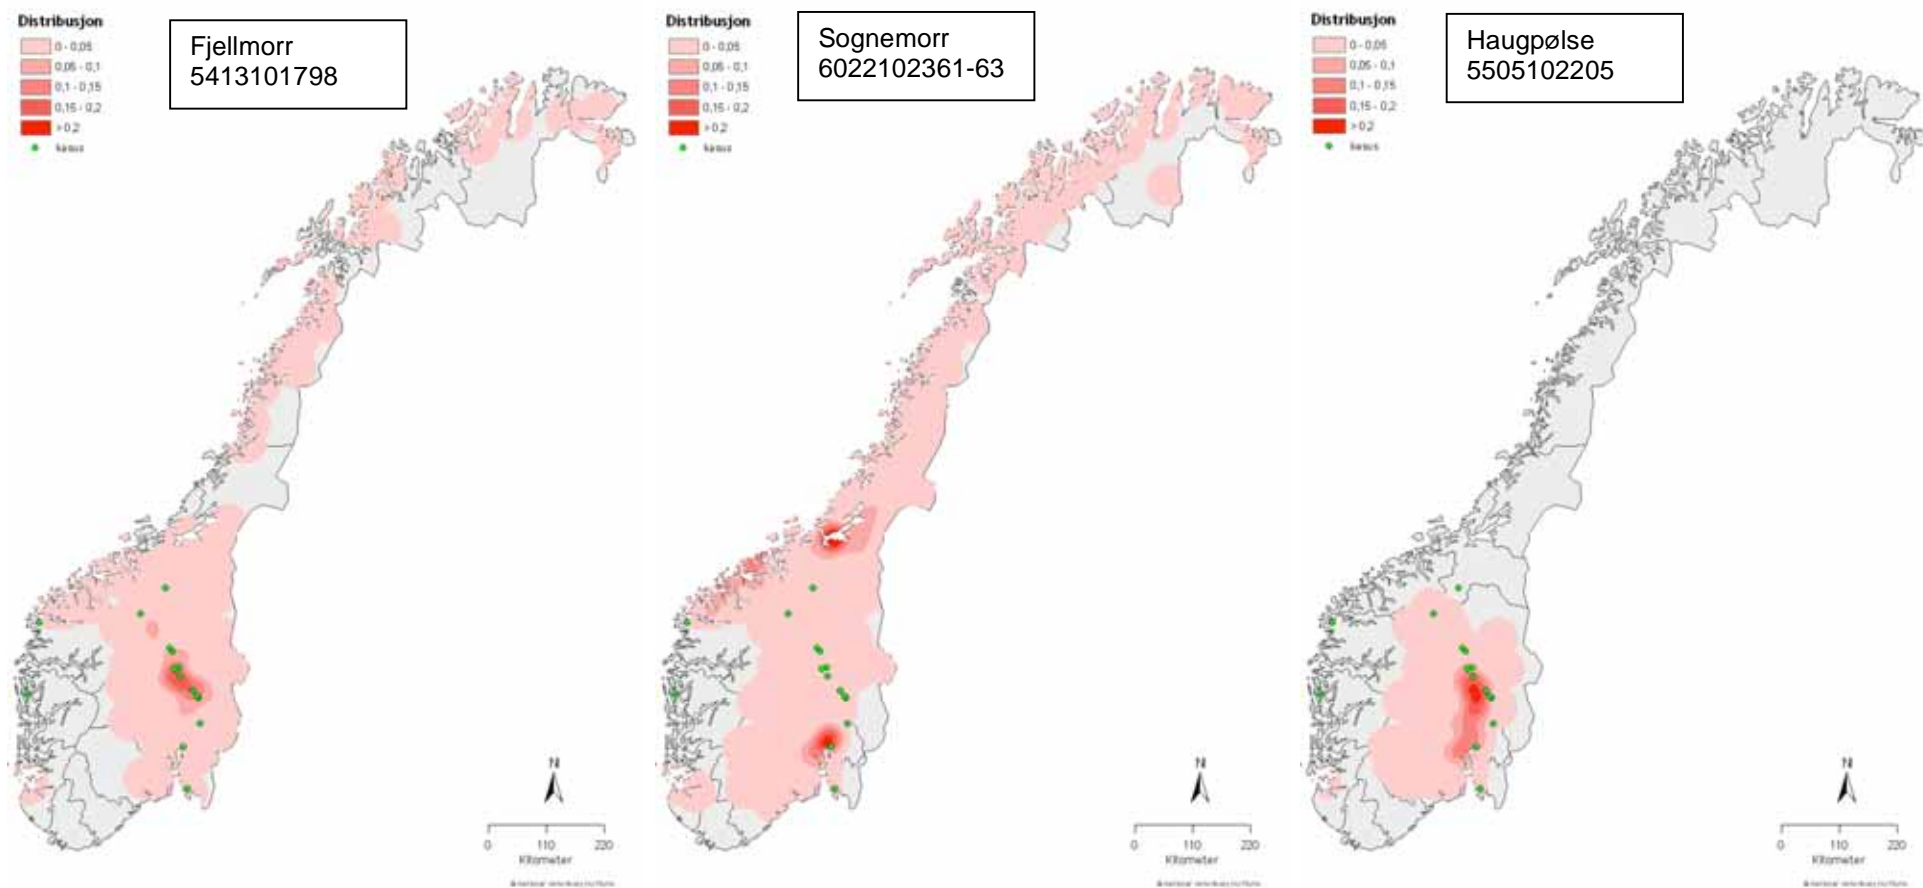 Distribusjon
0 - 0,05
0,05 - 0,1
0,1 - 0,15
0,15 - 0,2
> 0,2
kasus
Fjellmorr
5413101798
N
0 110 220
Kilometer
Distribusjon
0 - 0,05
0,05 - 0,1
0,1 - 0,15
0,15 - 0,2
> 0,2
kasus
Sognemorr
6022102361-63
N
0 110 220
Kilometer
Distribusjon
0 - 0,05
0,05 - 0,1
0,1 - 0,15
0,15 - 0,2
> 0,2
kasus
Haugpølse
5505102205
N
0 110 220
Kilometer